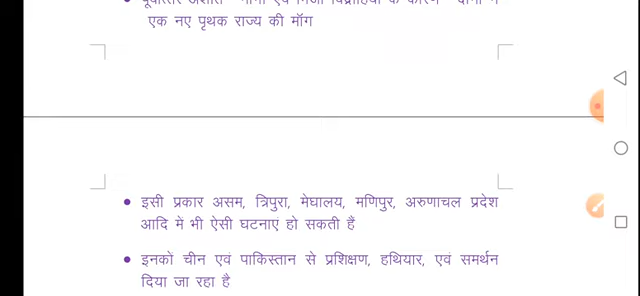 एक नए पृथक राज्य की मॉग
इसी प्रकार असम, त्रिपुरा, मेघालय, मणिपुर, अरुणाचल प्रदेश
आदि में भी ऐसी घटनाएं हो सकती हैं
इनको चीन एवं पाकिस्तान से प्रशिक्षण, हथियार, एवं समर्थन
दिया जा रहा है